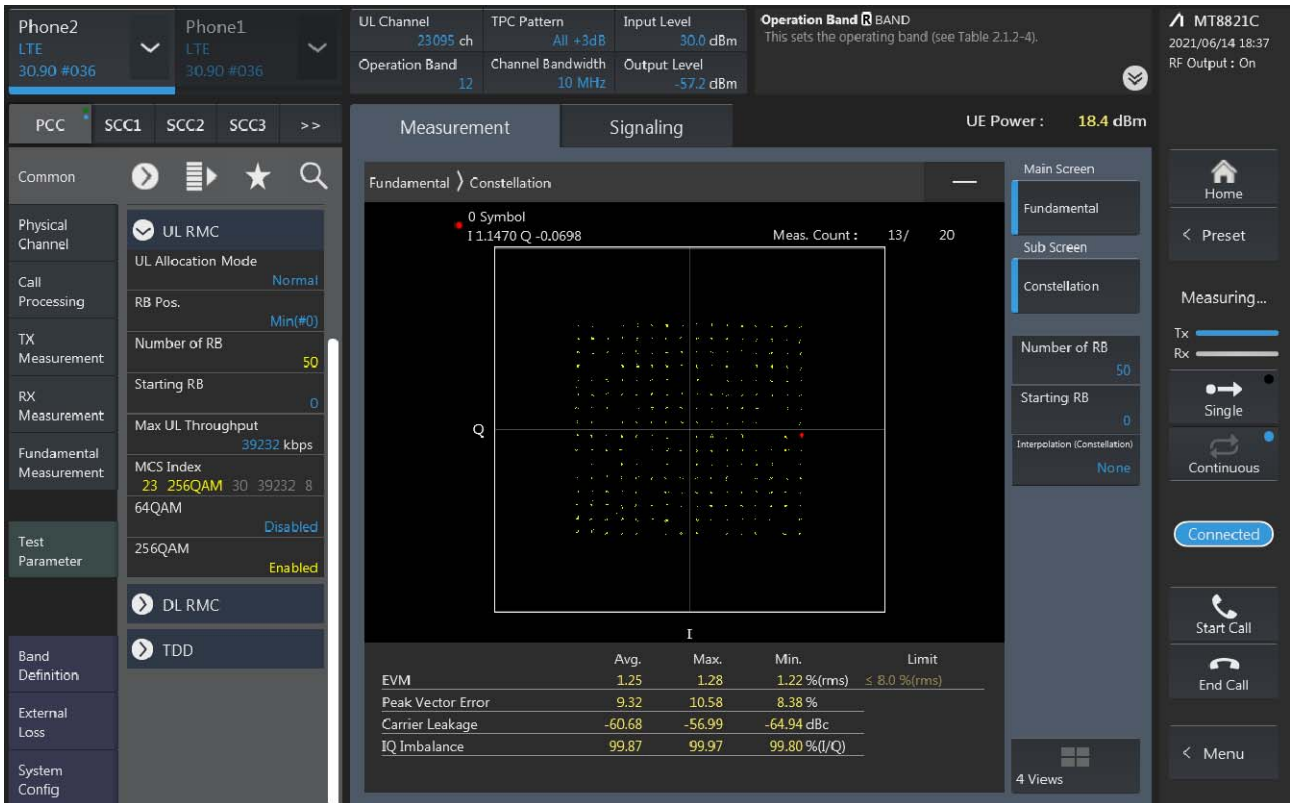 Phone2
LTE
30.90 #036
Phone1
LTE
30.90 #036
UL Channel
23095 ch
TPC Pattern
All +3dB
Input Level
30.0 dBm
Operation Band
12
Channel Bandwidth
10 MHz
Output Level
-57.2 dBm
Operation Band R BAND
This sets the operating band (see Table 2.1.2-4).
MT8821C
2021/06/14 18:37
RF Output : On
PCC SCC1 SCC2 SCC3 >>
Measurement
Signaling
UE Power : 18.4 dBm
Common
Physical
Channel
Call
Processing
TX
Measurement
RX
Measurement
Fundamental
Measurement
Test
Parameter
Band
Definition
External
Loss
System
Config
UL RMC
UL Allocation Mode
Normal
RB Pos.
Min(#0)
Number of RB
50
Starting RB
0
Max UL Throughput
39232 kbps
MCS Index
23 256QAM 30 39232 8
64QAM
Disabled
256QAM
Enabled
DL RMC
TDD
Fundamental ⟩ Constellation
0 Symbol
I 1.1470 Q -0.0698
Meas. Count : 13/ 20
Q
I
Avg. Max. Min. Limit
EVM 1.25 1.28 1.22 %(rms) ≤ 8.0 %(rms)
Peak Vector Error 9.32 10.58 8.38 %
Carrier Leakage -60.68 -56.99 -64.94 dBc
IQ Imbalance 99.87 99.97 99.80 %(I/Q)
Main Screen
Fundamental
Sub Screen
Constellation
Number of RB
50
Starting RB
0
Interpolation (Constellation)
None
4 Views
Home
< Preset
Measuring...
Tx
Rx
Single
Continuous
Connected
Start Call
End Call
< Menu